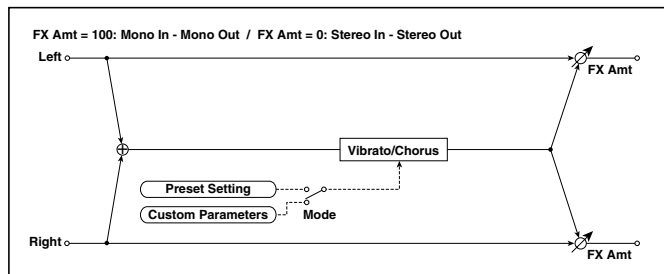 FX Amt = 100: Mono In - Mono Out / FX Amt = 0: Stereo In - Stereo Out
Left
FX Amt
Vibrato/Chorus
Preset Setting
Custom Parameters
Mode
Right
FX Amt